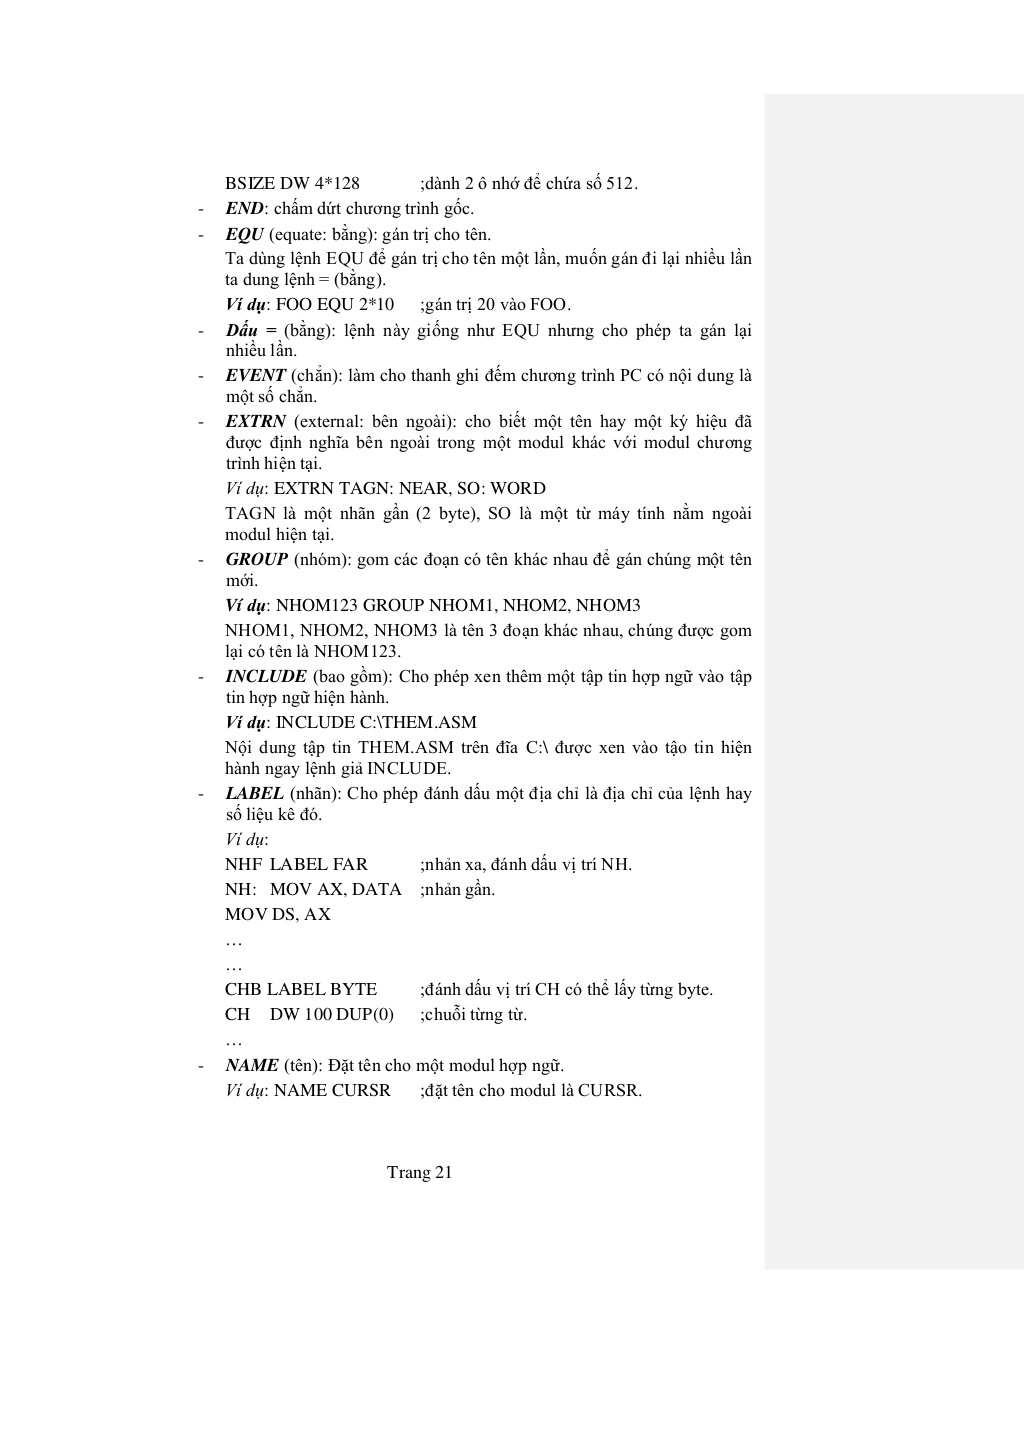 BSIZE DW 4*128 ;dành 2 ô nhớ để chứa số 512.
- END: chấm dứt chương trình gốc.
- EQU (equate: bằng): gán trị cho tên.
Ta dùng lệnh EQU để gán trị cho tên một lần, muốn gán đi lại nhiều lần
ta dung lệnh = (bằng).
Ví dụ: FOO EQU 2*10 ;gán trị 20 vào FOO.
- Dấu = (bằng): lệnh này giống như EQU nhưng cho phép ta gán lại
nhiều lần.
- EVENT (chẳn): làm cho thanh ghi đếm chương trình PC có nội dung là
một số chẳn.
- EXTRN (external: bên ngoài): cho biết một tên hay một ký hiệu đã
được định nghĩa bên ngoài trong một modul khác với modul chương
trình hiện tại.
Ví dụ: EXTRN TAGN: NEAR, SO: WORD
TAGN là một nhãn gần (2 byte), SO là một từ máy tính nằm ngoài
modul hiện tại.
- GROUP (nhóm): gom các đoạn có tên khác nhau để gán chúng một tên
mới.
Ví dụ: NHOM123 GROUP NHOM1, NHOM2, NHOM3
NHOM1, NHOM2, NHOM3 là tên 3 đoạn khác nhau, chúng được gom
lại có tên là NHOM123.
- INCLUDE (bao gồm): Cho phép xen thêm một tập tin hợp ngữ vào tập
tin hợp ngữ hiện hành.
Ví dụ: INCLUDE C:\THEM.ASM
Nội dung tập tin THEM.ASM trên đĩa C:\ được xen vào tạo tin hiện
hành ngay lệnh giả INCLUDE.
- LABEL (nhãn): Cho phép đánh dấu một địa chỉ là địa chỉ của lệnh hay
số liệu kê đó.
Ví dụ:
NHF LABEL FAR ;nhản xa, đánh dấu vị trí NH.
NH: MOV AX, DATA ;nhản gần.
MOV DS, AX
…
…
CHB LABEL BYTE ;đánh dấu vị trí CH có thể lấy từng byte.
CH DW 100 DUP(0) ;chuỗi từng từ.
…
- NAME (tên): Đặt tên cho một modul hợp ngữ.
Ví dụ: NAME CURSR ;đặt tên cho modul là CURSR.
Trang 21